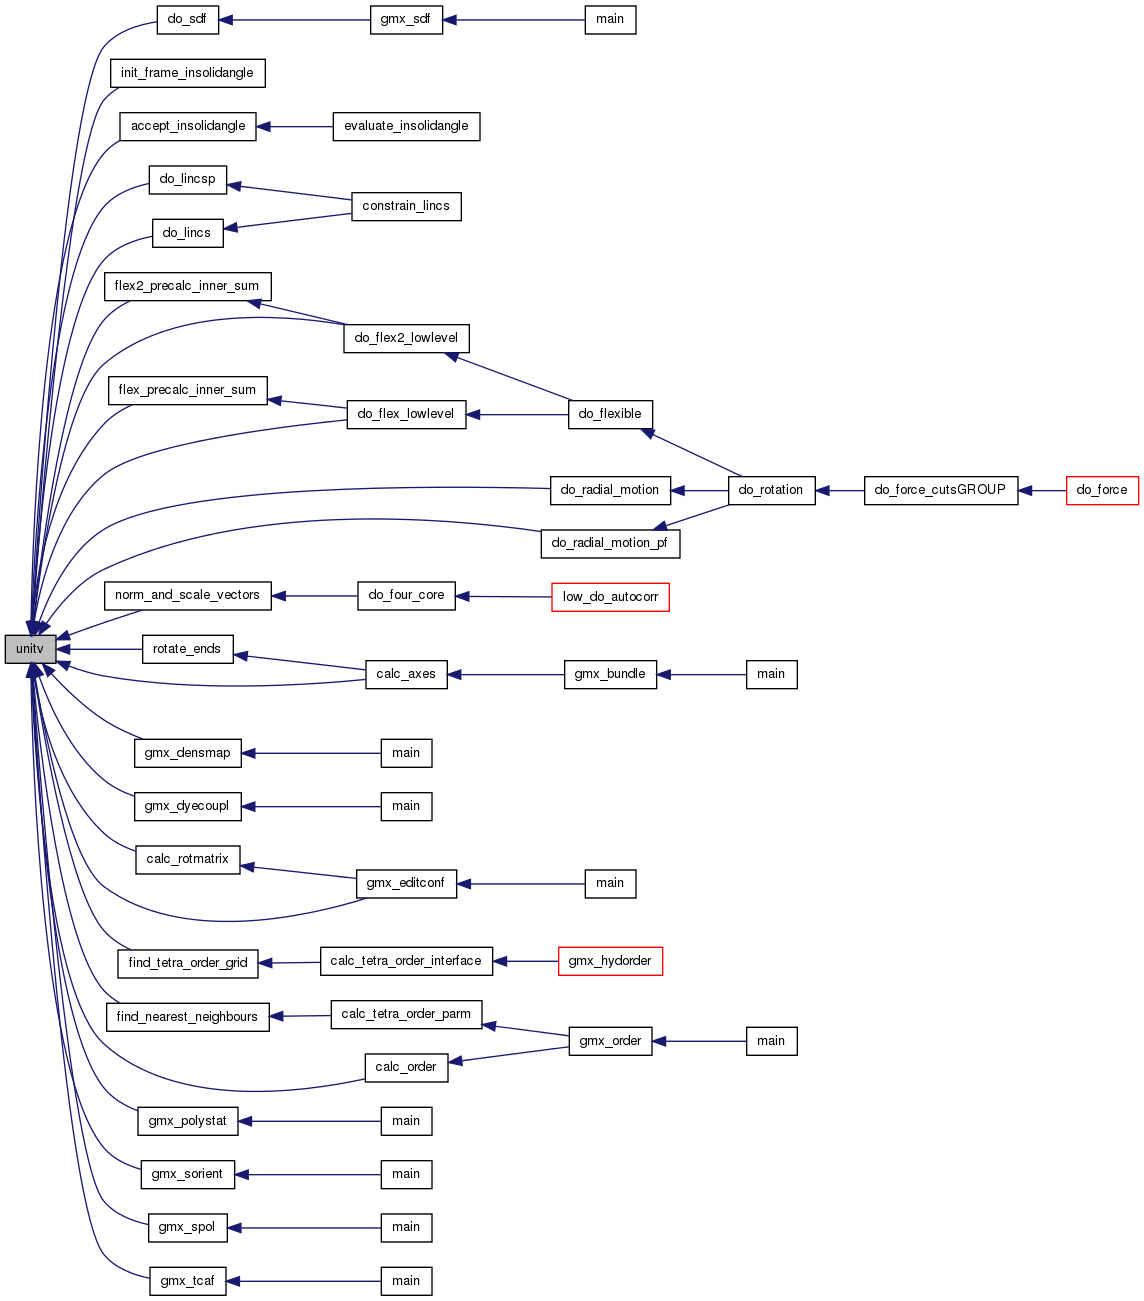 do_sdf
gmx_sdf
main
init_frame_insolidangle
accept_insolidangle
evaluate_insolidangle
do_lincsp
constrain_lincs
do_lincs
flex2_precalc_inner_sum
do_flex2_lowlevel
flex_precalc_inner_sum
do_flex_lowlevel
do_flexible
do_radial_motion
do_rotation
do_force_cutsGROUP
do_force
do_radial_motion_pf
norm_and_scale_vectors
do_four_core
low_do_autocorr
unitv
rotate_ends
calc_axes
gmx_bundle
main
gmx_densmap
main
gmx_dyecoupl
main
calc_rotmatrix
gmx_editconf
main
find_tetra_order_grid
calc_tetra_order_interface
gmx_hydorder
find_nearest_neighbours
calc_tetra_order_parm
gmx_order
main
calc_order
gmx_polystat
main
gmx_sorient
main
gmx_spol
main
gmx_tcaf
main